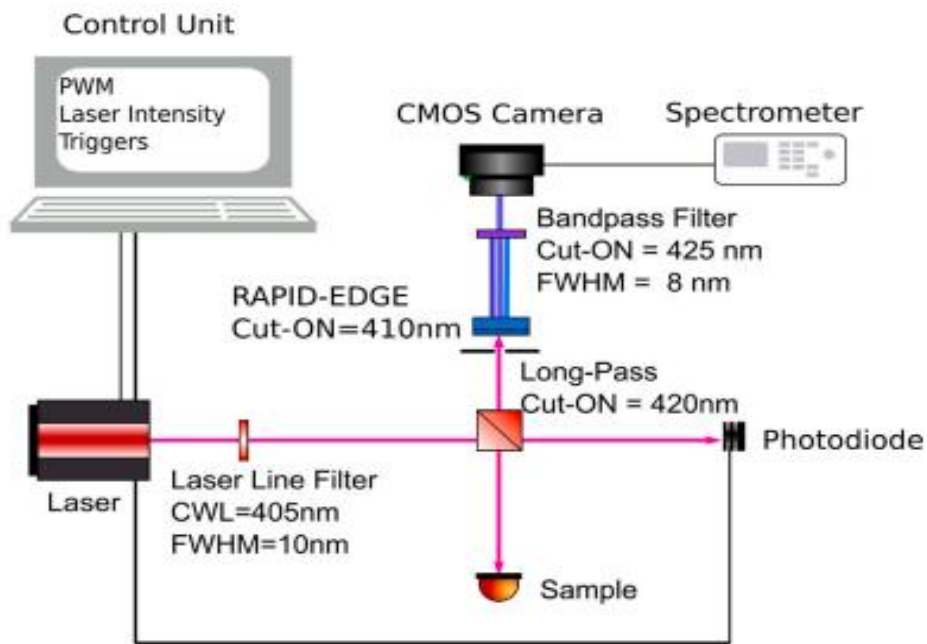 Control Unit
PWM
Laser Intensity
Triggers
CMOS Camera
Spectrometer
Bandpass Filter
Cut-ON = 425 nm
FWHM = 8 nm
RAPID-EDGE
Cut-ON=410nm
Long-Pass
Cut-ON = 420nm
Photodiode
Laser
Laser Line Filter
CWL=405nm
FWHM=10nm
Sample